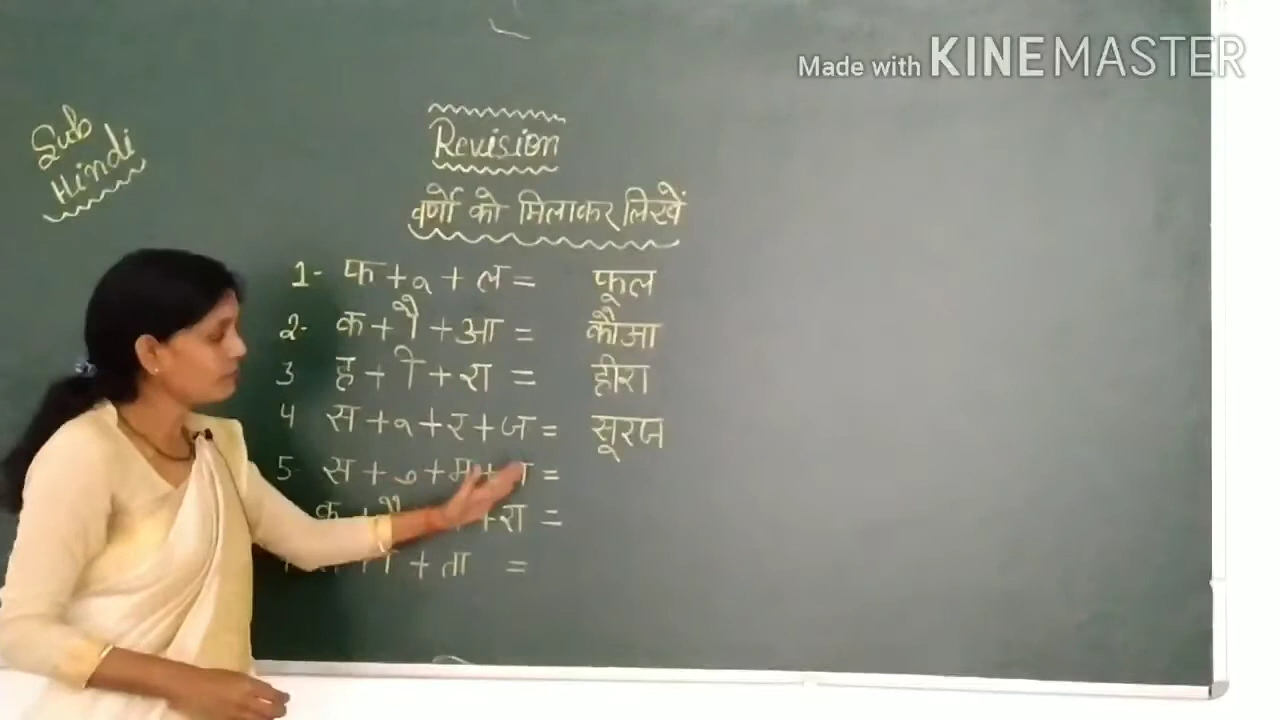 Made with KINEMASTER
Sub
Hindi
Revision
वर्णो को मिलाकर लिखें
1- फ + ू + ल = फूल
2- क + ौ + आ = कौआ
3 ह + ी + रा = हीरा
4 स + ू + र + ज = सूरज
5- स + ु + म + =
क + ै + + रा =
+ ता =